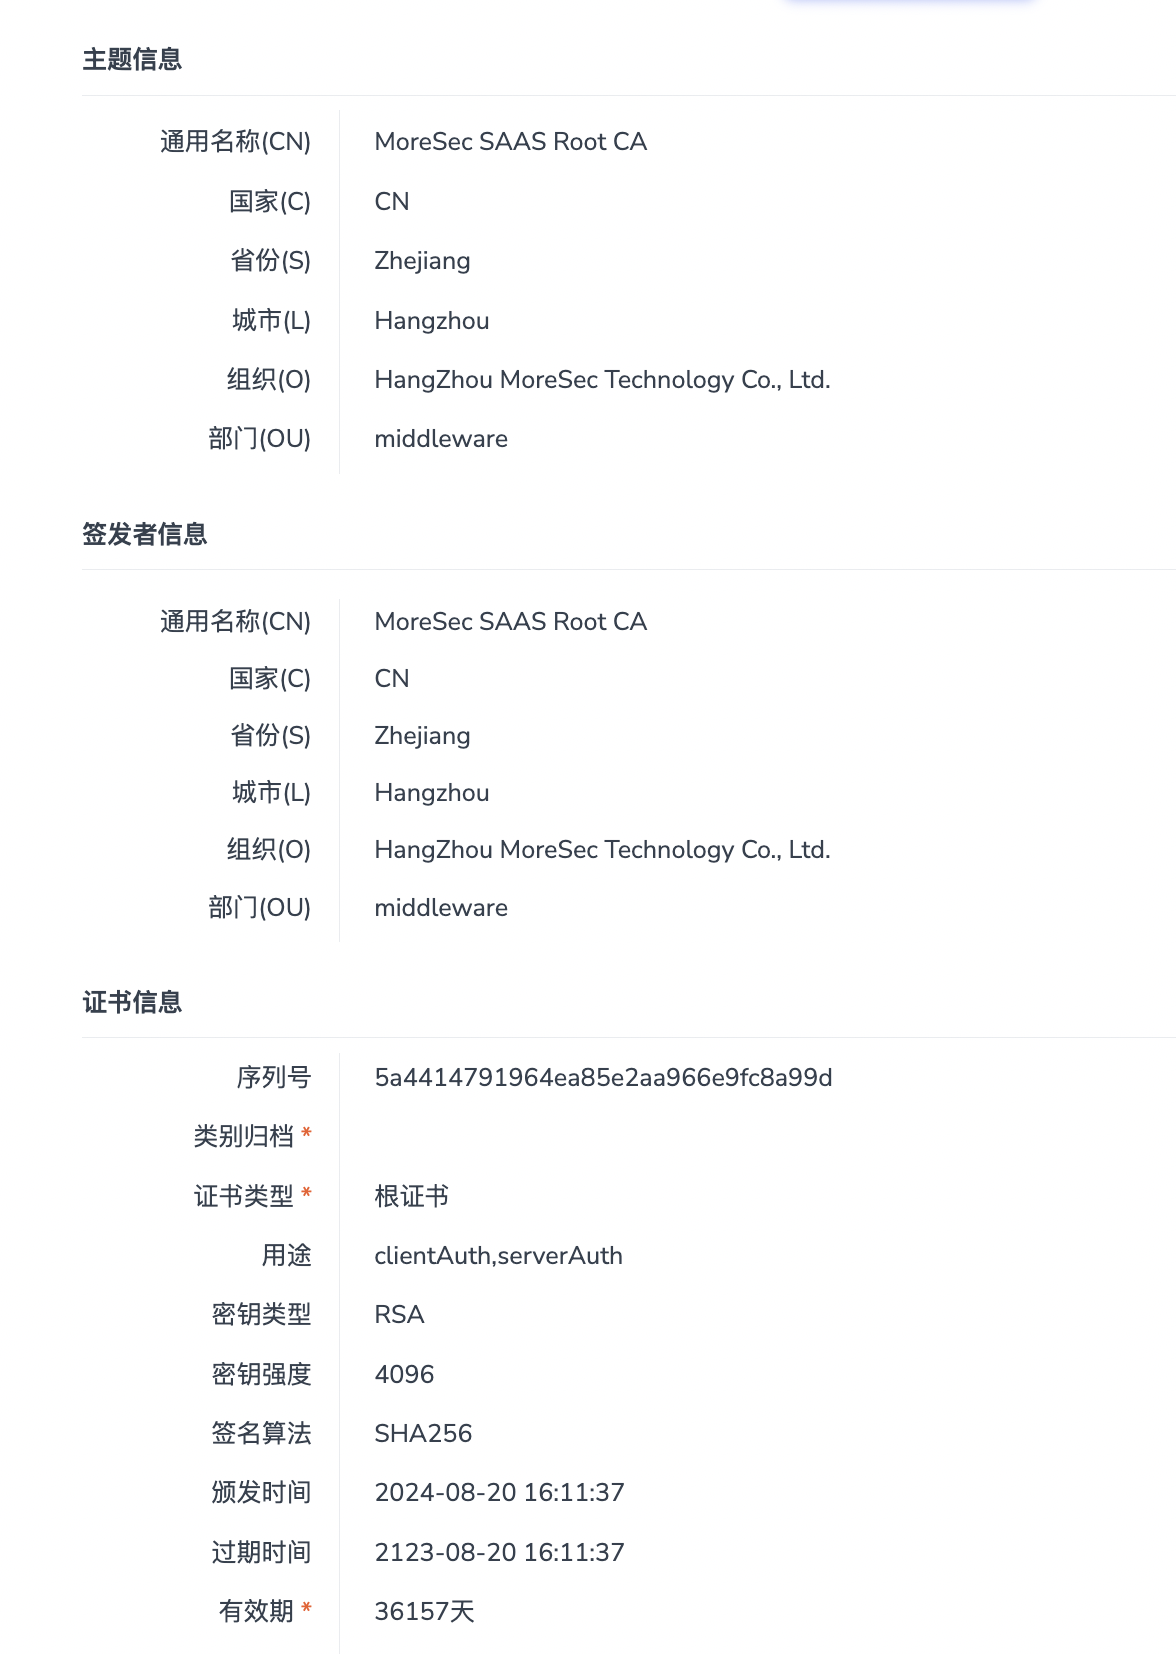 主题信息
通用名称(CN) MoreSec SAAS Root CA
国家(C) CN
省份(S) Zhejiang
城市(L) Hangzhou
组织(O) HangZhou MoreSec Technology Co., Ltd.
部门(OU) middleware
签发者信息
通用名称(CN) MoreSec SAAS Root CA
国家(C) CN
省份(S) Zhejiang
城市(L) Hangzhou
组织(O) HangZhou MoreSec Technology Co., Ltd.
部门(OU) middleware
证书信息
序列号 5a4414791964ea85e2aa966e9fc8a99d
类别归档 *
证书类型 * 根证书
用途 clientAuth,serverAuth
密钥类型 RSA
密钥强度 4096
签名算法 SHA256
颁发时间 2024-08-20 16:11:37
过期时间 2123-08-20 16:11:37
有效期 * 36157天